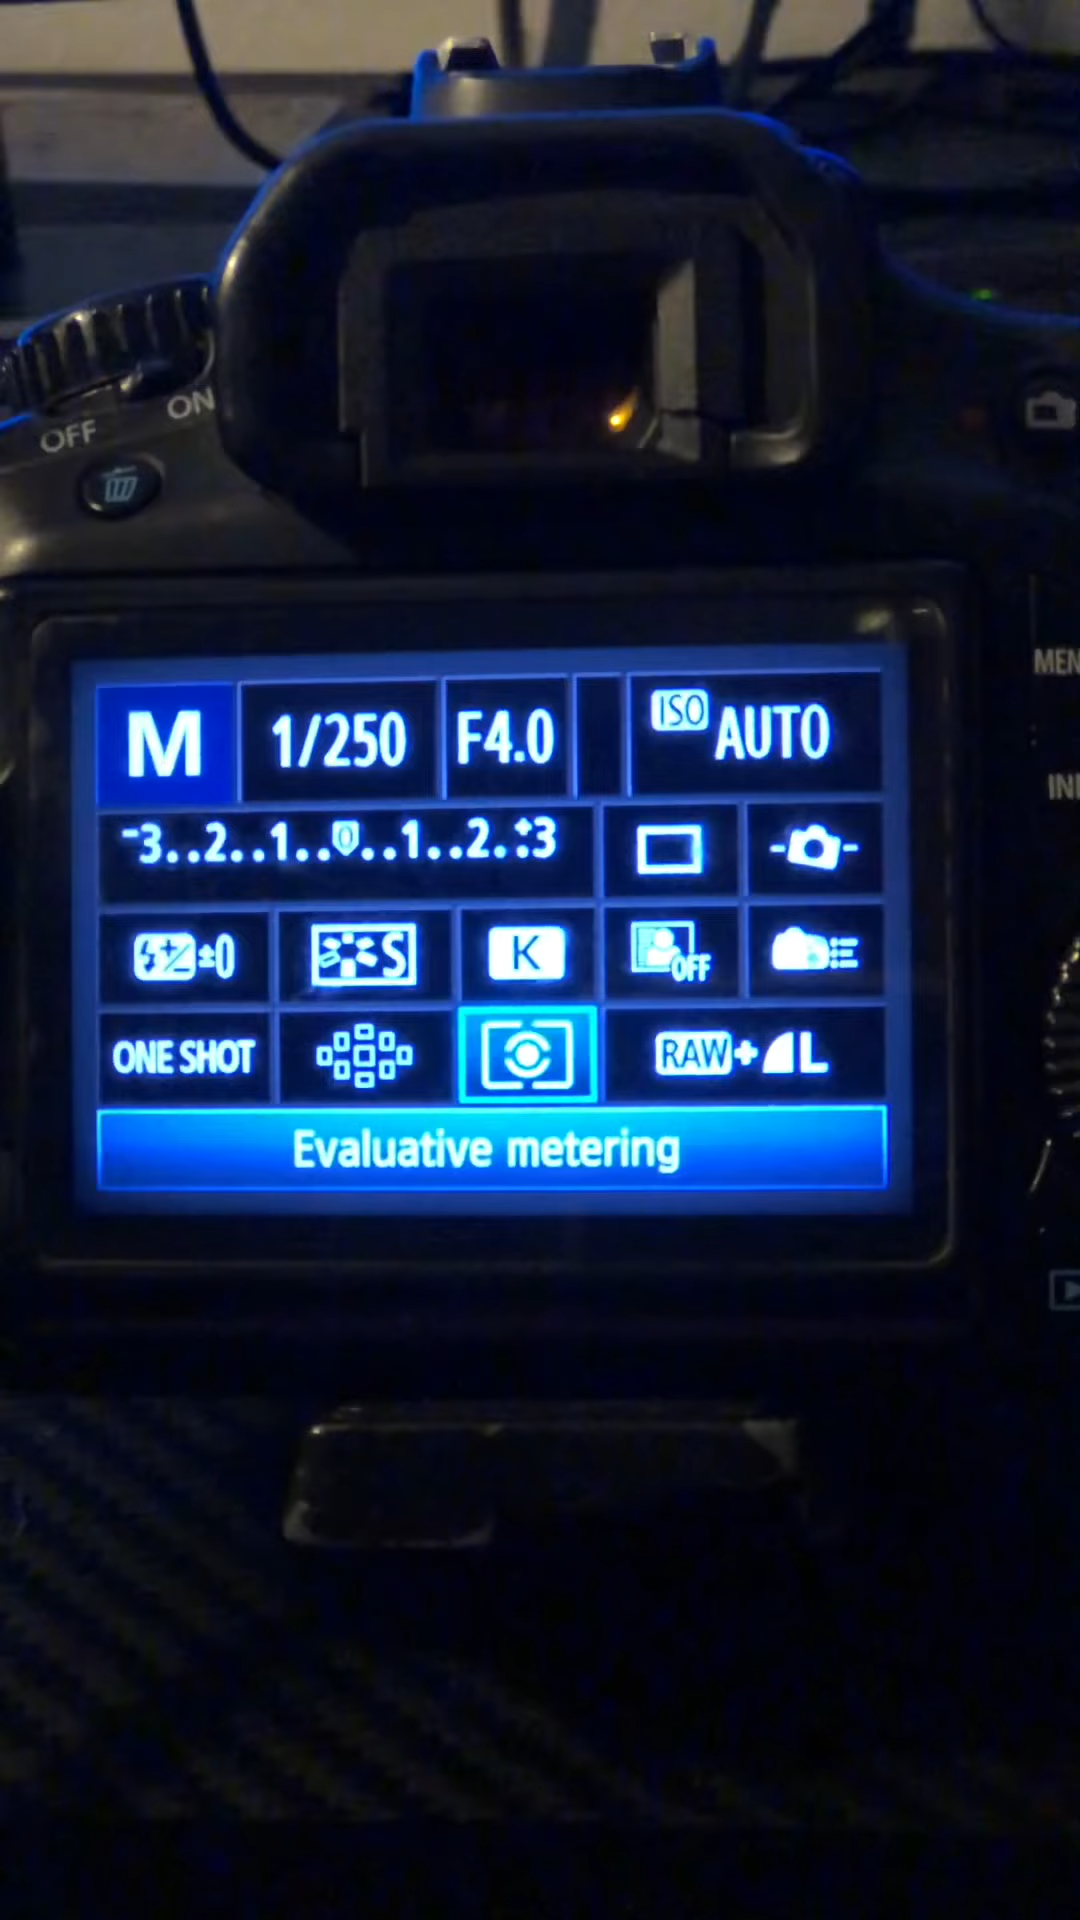 OFF ON
MEN
M 1/250 F4.0 ISO AUTO
-3..2..1..0..1..2..+3
±0 S K OFF
ONE SHOT RAW+L
Evaluative metering